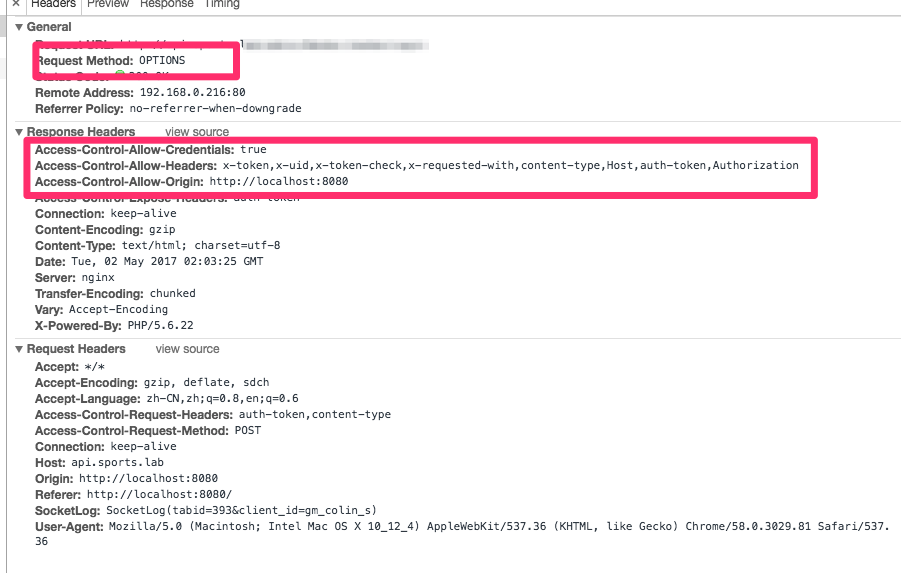 × Headers Preview Response Timing
▼ General
Request URL:
Request Method: OPTIONS
Status Code: 200 OK
Remote Address: 192.168.0.216:80
Referrer Policy: no-referrer-when-downgrade
▼ Response Headers view source
Access-Control-Allow-Credentials: true
Access-Control-Allow-Headers: x-token,x-uid,x-token-check,x-requested-with,content-type,Host,auth-token,Authorization
Access-Control-Allow-Origin: http://localhost:8080
Access-Control-Expose-Headers: auth-token
Connection: keep-alive
Content-Encoding: gzip
Content-Type: text/html; charset=utf-8
Date: Tue, 02 May 2017 02:03:25 GMT
Server: nginx
Transfer-Encoding: chunked
Vary: Accept-Encoding
X-Powered-By: PHP/5.6.22
▼ Request Headers view source
Accept: */*
Accept-Encoding: gzip, deflate, sdch
Accept-Language: zh-CN,zh;q=0.8,en;q=0.6
Access-Control-Request-Headers: auth-token,content-type
Access-Control-Request-Method: POST
Connection: keep-alive
Host: api.sports.lab
Origin: http://localhost:8080
Referer: http://localhost:8080/
SocketLog: SocketLog(tabid=393&client_id=gm_colin_s)
User-Agent: Mozilla/5.0 (Macintosh; Intel Mac OS X 10_12_4) AppleWebKit/537.36 (KHTML, like Gecko) Chrome/58.0.3029.81 Safari/537.
36